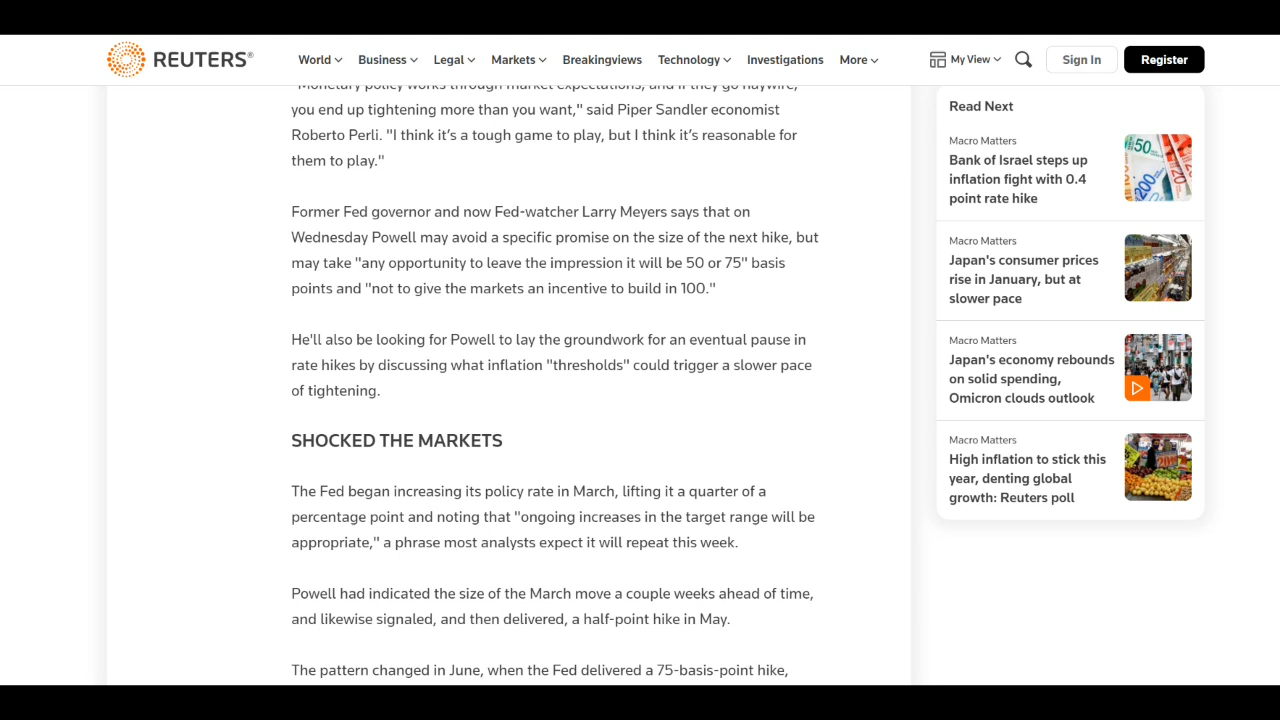 REUTERS®
World
Business
Legal
Markets
Breakingviews
Technology
Investigations
More
My View
Sign In
Register
"Monetary policy works through market expectations, and if they go haywire,
you end up tightening more than you want," said Piper Sandler economist
Roberto Perli. "I think it’s a tough game to play, but I think it’s reasonable for
them to play."
Former Fed governor and now Fed-watcher Larry Meyers says that on
Wednesday Powell may avoid a specific promise on the size of the next hike, but
may take "any opportunity to leave the impression it will be 50 or 75" basis
points and "not to give the markets an incentive to build in 100."
He'll also be looking for Powell to lay the groundwork for an eventual pause in
rate hikes by discussing what inflation "thresholds" could trigger a slower pace
of tightening.
SHOCKED THE MARKETS
The Fed began increasing its policy rate in March, lifting it a quarter of a
percentage point and noting that "ongoing increases in the target range will be
appropriate," a phrase most analysts expect it will repeat this week.
Powell had indicated the size of the March move a couple weeks ahead of time,
and likewise signaled, and then delivered, a half-point hike in May.
The pattern changed in June, when the Fed delivered a 75-basis-point hike,
Read Next
Macro Matters
Bank of Israel steps up
inflation fight with 0.4
point rate hike
50
20
200
Macro Matters
Japan's consumer prices
rise in January, but at
slower pace
Macro Matters
Japan's economy rebounds
on solid spending,
Omicron clouds outlook
Macro Matters
High inflation to stick this
year, denting global
growth: Reuters poll